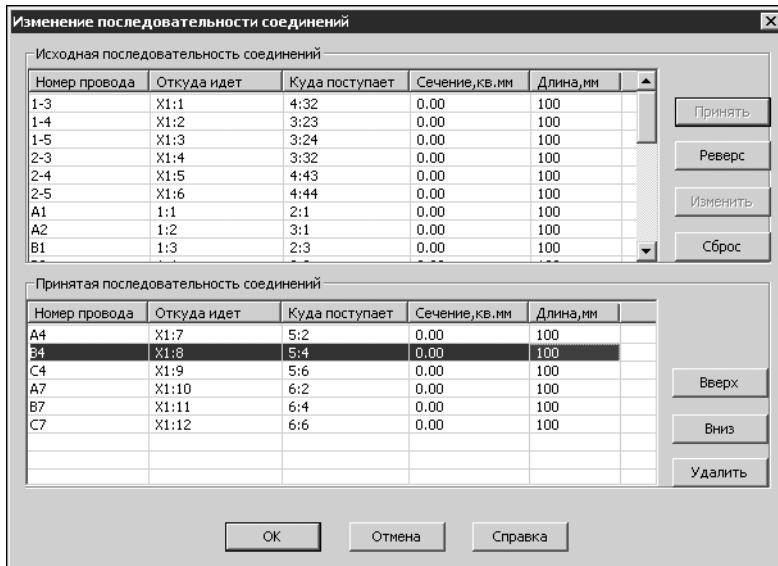 Изменение последовательности соединений
Исходная последовательность соединений
Номер провода Откуда идет Куда поступает Сечение,кв.мм Длина,мм
1-3 X1:1 4:32 0.00 100
1-4 X1:2 3:23 0.00 100
1-5 X1:3 3:24 0.00 100
2-3 X1:4 3:32 0.00 100
2-4 X1:5 4:43 0.00 100
2-5 X1:6 4:44 0.00 100
A1 1:1 2:1 0.00 100
A2 1:2 3:1 0.00 100
B1 1:3 2:3 0.00 100
Принять
Реверс
Изменить
Сброс
Принятая последовательность соединений
Номер провода Откуда идет Куда поступает Сечение,кв.мм Длина,мм
A4 X1:7 5:2 0.00 100
B4 X1:8 5:4 0.00 100
C4 X1:9 5:6 0.00 100
A7 X1:10 6:2 0.00 100
B7 X1:11 6:4 0.00 100
C7 X1:12 6:6 0.00 100
Вверх
Вниз
Удалить
OK Отмена Справка